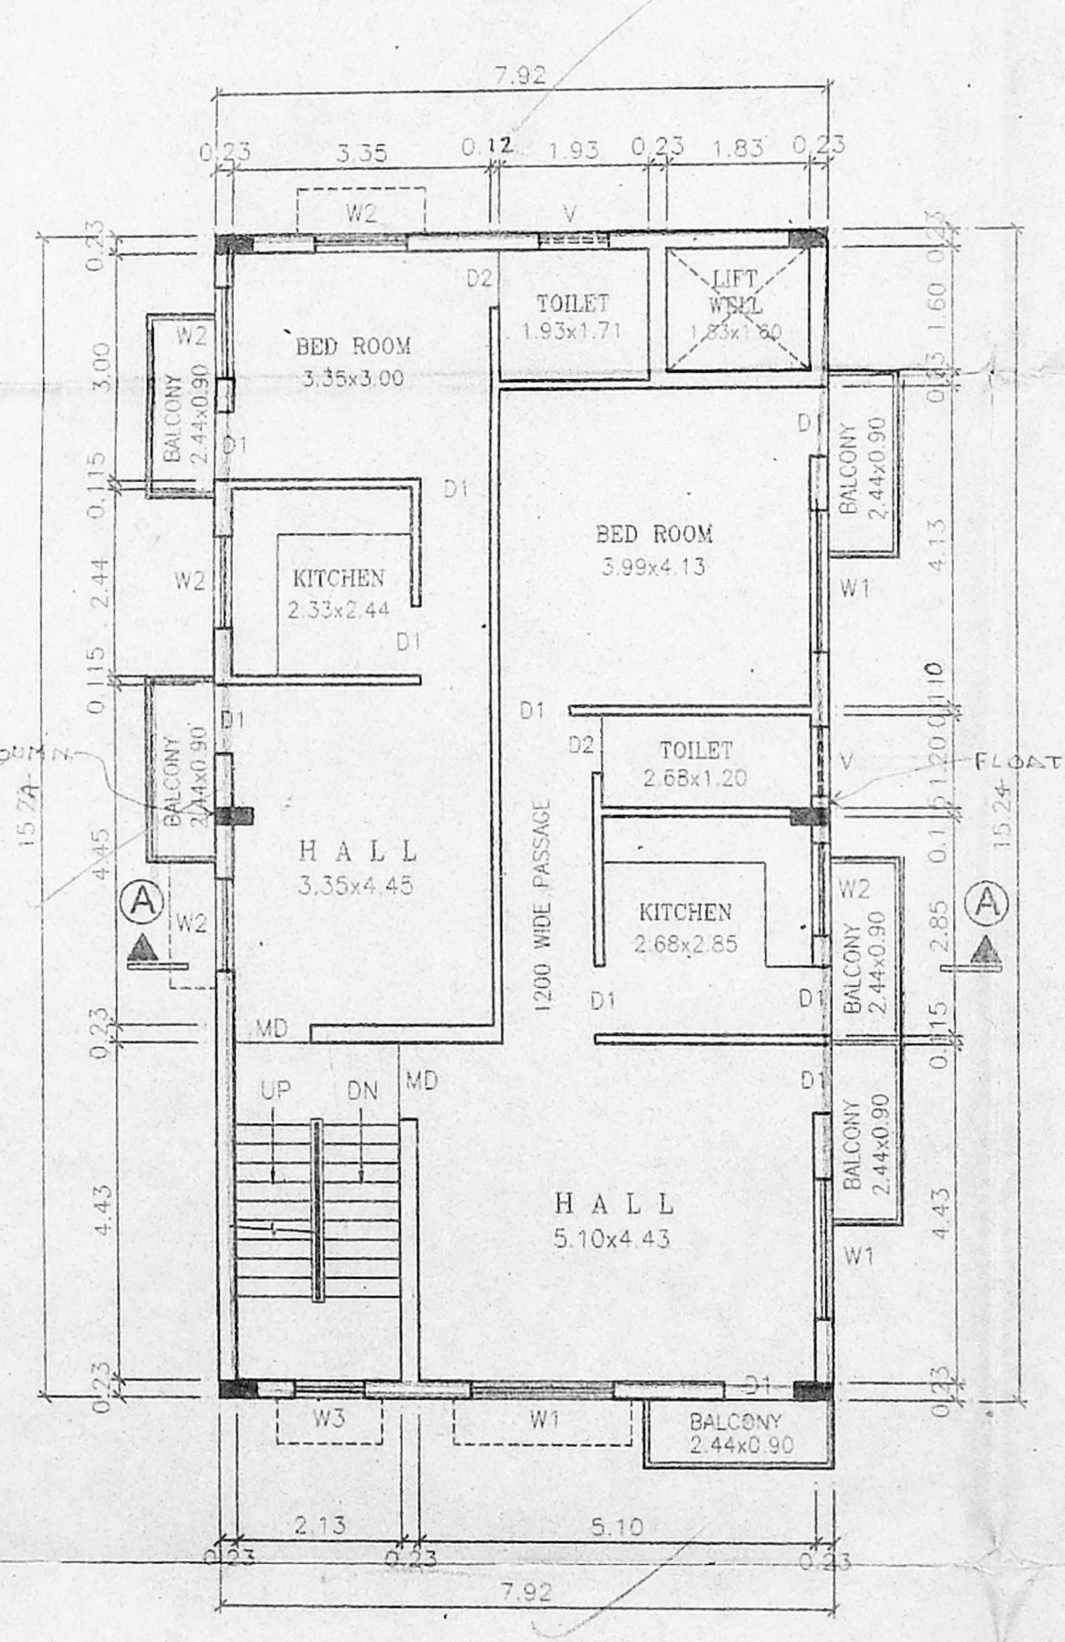 7.92
0.23 3.35 0.12 1.93 0.23 1.83 0.23
W2 V
0.23 0.23
D2 TOILET LIFT
1.93x1.71 WELL
1.83x1.60 1.60
BED ROOM
3.35x3.00
3.00
W2
BALCONY
2.44x0.90
D1
0.23
D1
BALCONY
2.44x0.90
0.115
D1
BED ROOM
3.99x4.13
4.13
W1
W2
KITCHEN
2.33x2.44
2.44
D1
0.115
D1
BALCONY
2.44x0.90
D1
D2 TOILET
2.68x1.20
V
1.20
FLOAT
15.24
15.24
H A L L
3.35x4.45
4.45
1200 WIDE PASSAGE
KITCHEN
2.68x2.85
W2
BALCONY
2.44x0.90
2.85
A
A
W2
D1
D1
MD
0.23
0.115
UP DN MD
D1
BALCONY
2.44x0.90
H A L L
5.10x4.43
4.43
4.43
W1
0.23
0.23
D1
W3 W1 BALCONY
2.44x0.90
2.13 5.10
0.23 0.23 0.23
7.92